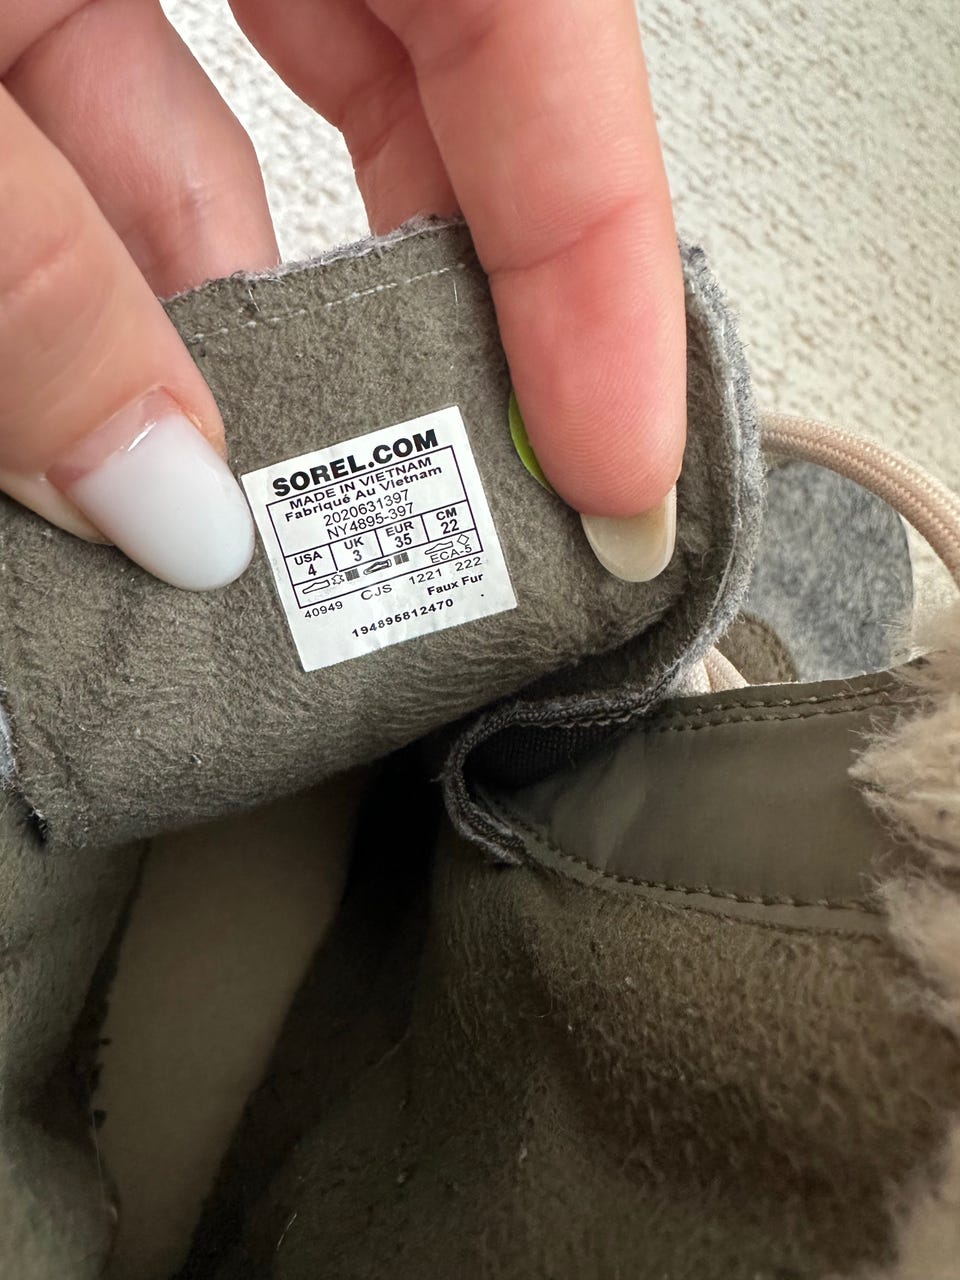 SOREL.COM
MADE IN VIETNAM
Fabriqué Au Vietnam
2020631397
NY4895-397
USA UK EUR CM
4 3 35 22
ECA-5
40949 CJS 1221 222
Faux Fur
194895812470